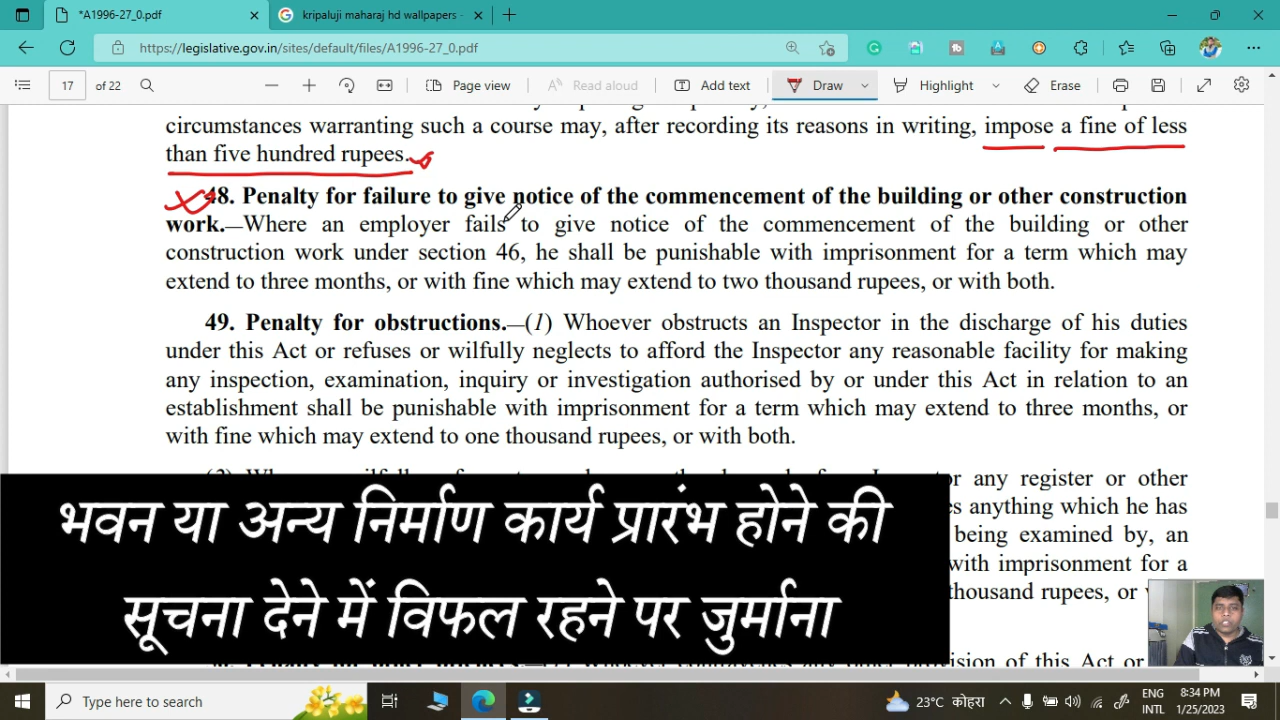 *A1996-27_0.pdf
kripaluji maharaj hd wallpapers -
https://legislative.gov.in/sites/default/files/A1996-27_0.pdf
17 of 22
Page view
Read aloud
Add text
Draw
Highlight
Erase
circumstances warranting such a course may, after recording its reasons in writing, impose a fine of less
than five hundred rupees.
48. Penalty for failure to give notice of the commencement of the building or other construction
work.—Where an employer fails to give notice of the commencement of the building or other
construction work under section 46, he shall be punishable with imprisonment for a term which may
extend to three months, or with fine which may extend to two thousand rupees, or with both.
49. Penalty for obstructions.—(1) Whoever obstructs an Inspector in the discharge of his duties
under this Act or refuses or wilfully neglects to afford the Inspector any reasonable facility for making
any inspection, examination, inquiry or investigation authorised by or under this Act in relation to an
establishment shall be punishable with imprisonment for a term which may extend to three months, or
with fine which may extend to one thousand rupees, or with both.
any register or other
anything which he has
being examined by, an
with imprisonment for a
thousand rupees, or
भवन या अन्य निर्माण कार्य प्रारंभ होने की
सूचना देने में विफल रहने पर जुर्माना
provision of this Act or
Type here to search
23°C कोहरा
ENG
INTL
8:34 PM
1/25/2023